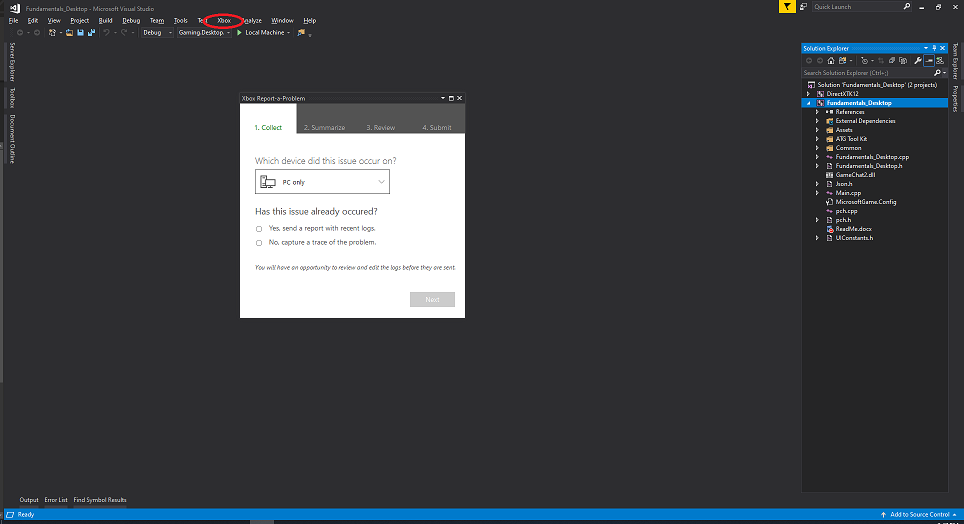 Fundamentals_Desktop - Microsoft Visual Studio
Quick Launch
File Edit View Project Build Debug Team Tools Xbox Analyze Window Help
Debug Gaming.Desktop. Local Machine
Server Explorer
Toolbox
Document Outline
Xbox Report-a-Problem
1. Collect 2. Summarize 3. Review 4. Submit
Which device did this issue occur on?
PC only
Has this issue already occured?
Yes, send a report with recent logs.
No, capture a trace of the problem.
You will have an opportunity to review and edit the logs before they are sent.
Next
Solution Explorer
Search Solution Explorer (Ctrl+;)
Solution 'Fundamentals_Desktop' (2 projects)
DirectXTK12
Fundamentals_Desktop
References
External Dependencies
Assets
ATG Tool Kit
Common
Fundamentals_Desktop.cpp
Fundamentals_Desktop.h
GameChat2.dll
Json.h
Main.cpp
MicrosoftGame.Config
pch.cpp
pch.h
ReadMe.docx
UIConstants.h
Team Explorer
Properties
Output Error List Find Symbol Results
Ready
Add to Source Control